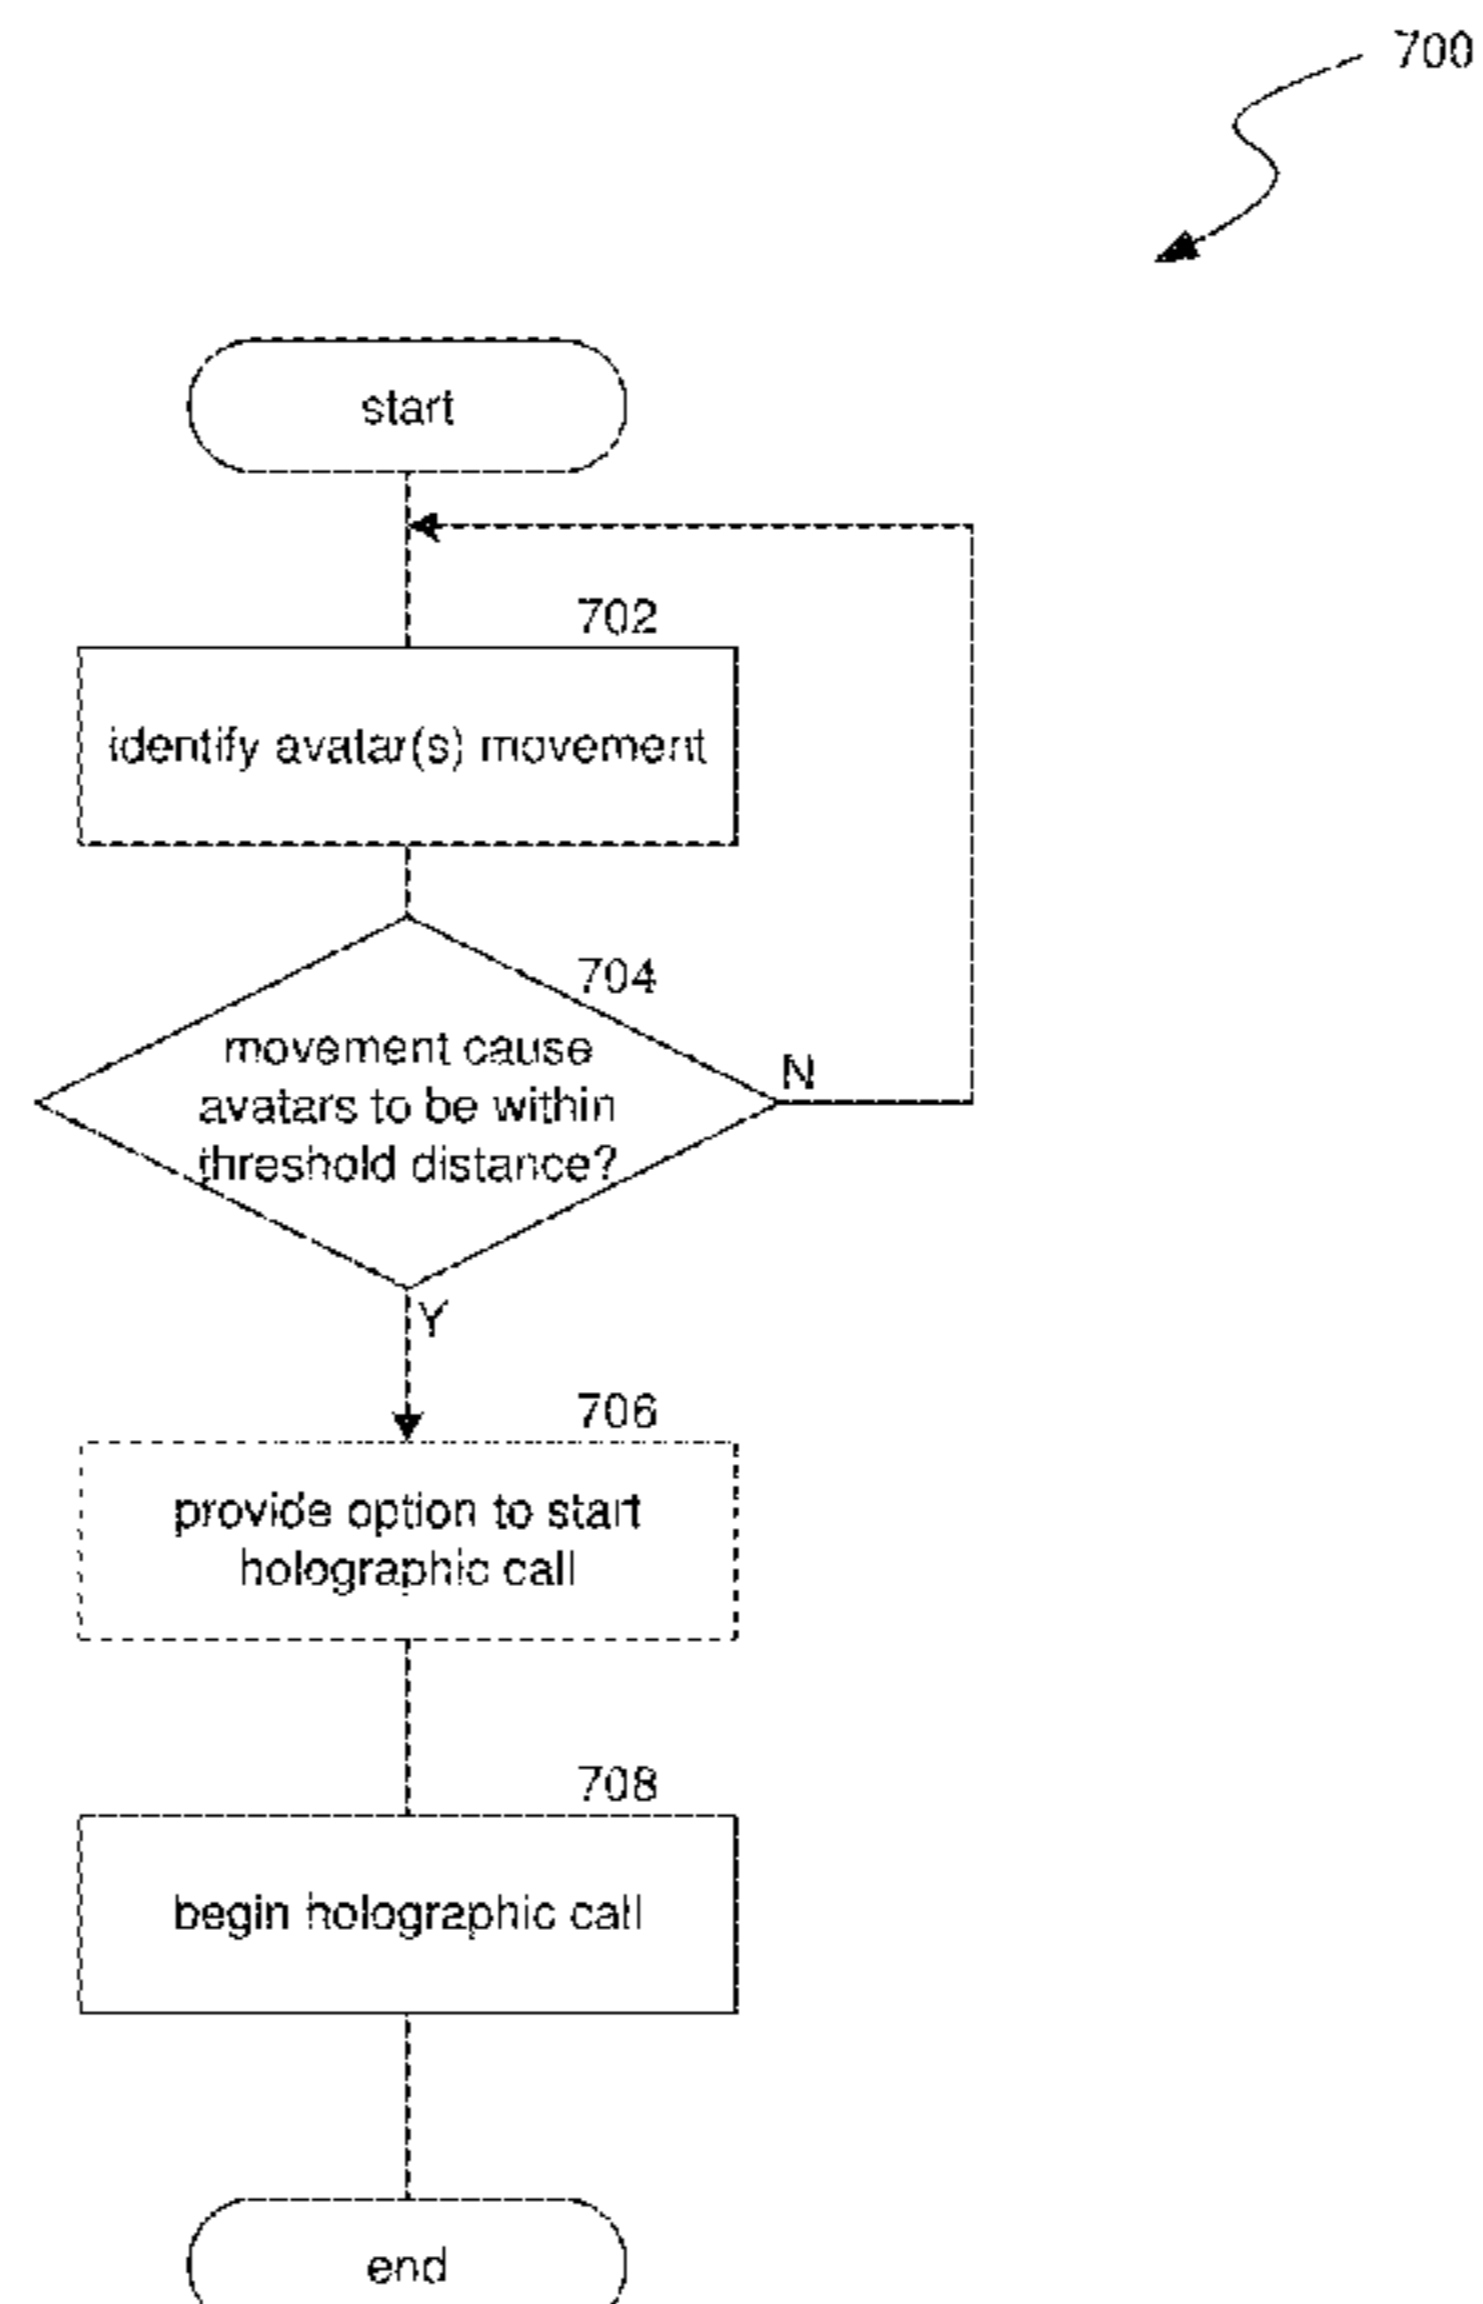 700
start
702
identify avatar(s) movement
704
movement cause
avatars to be within
threshold distance?
N
Y
706
provide option to start
holographic call
708
begin holographic call
end